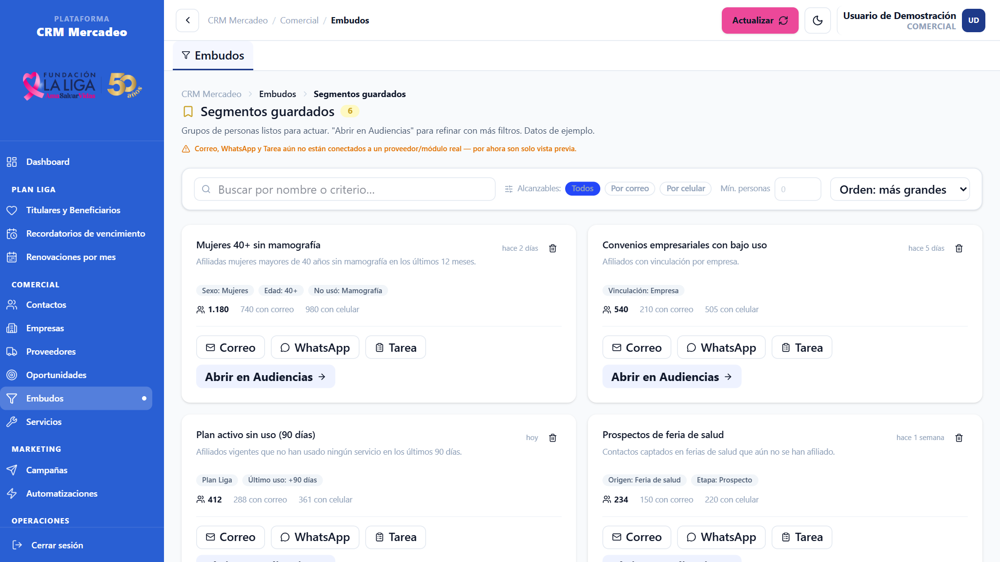 PLATAFORMA
CRM Mercadeo
FUNDACIÓN
LA LIGA
AmaSalvarVidas
50 años
Dashboard
PLAN LIGA
Titulares y Beneficiarios
Recordatorios de vencimiento
Renovaciones por mes
COMERCIAL
Contactos
Empresas
Proveedores
Oportunidades
Embudos
Servicios
MARKETING
Campañas
Automatizaciones
OPERACIONES
Cerrar sesión
CRM Mercadeo / Comercial / Embudos
Actualizar
Usuario de Demostración
COMERCIAL
UD
Embudos
CRM Mercadeo > Embudos > Segmentos guardados
Segmentos guardados 6
Grupos de personas listos para actuar. "Abrir en Audiencias" para refinar con más filtros. Datos de ejemplo.
Correo, WhatsApp y Tarea aún no están conectados a un proveedor/módulo real — por ahora son solo vista previa.
Buscar por nombre o criterio...
Alcanzables: Todos Por correo Por celular Mín. personas 0 Orden: más grandes
Mujeres 40+ sin mamografía hace 2 días
Afiliadas mujeres mayores de 40 años sin mamografía en los últimos 12 meses.
Sexo: Mujeres Edad: 40+ No usó: Mamografía
1.180 740 con correo 980 con celular
Correo WhatsApp Tarea
Abrir en Audiencias →
Convenios empresariales con bajo uso hace 5 días
Afiliados con vinculación por empresa.
Vinculación: Empresa
540 210 con correo 505 con celular
Correo WhatsApp Tarea
Abrir en Audiencias →
Plan activo sin uso (90 días) hoy
Afiliados vigentes que no han usado ningún servicio en los últimos 90 días.
Plan Liga Último uso: +90 días
412 288 con correo 361 con celular
Correo WhatsApp Tarea
Prospectos de feria de salud hace 1 semana
Contactos captados en ferias de salud que aún no se han afiliado.
Origen: Feria de salud Etapa: Prospecto
234 150 con correo 220 con celular
Correo WhatsApp Tarea